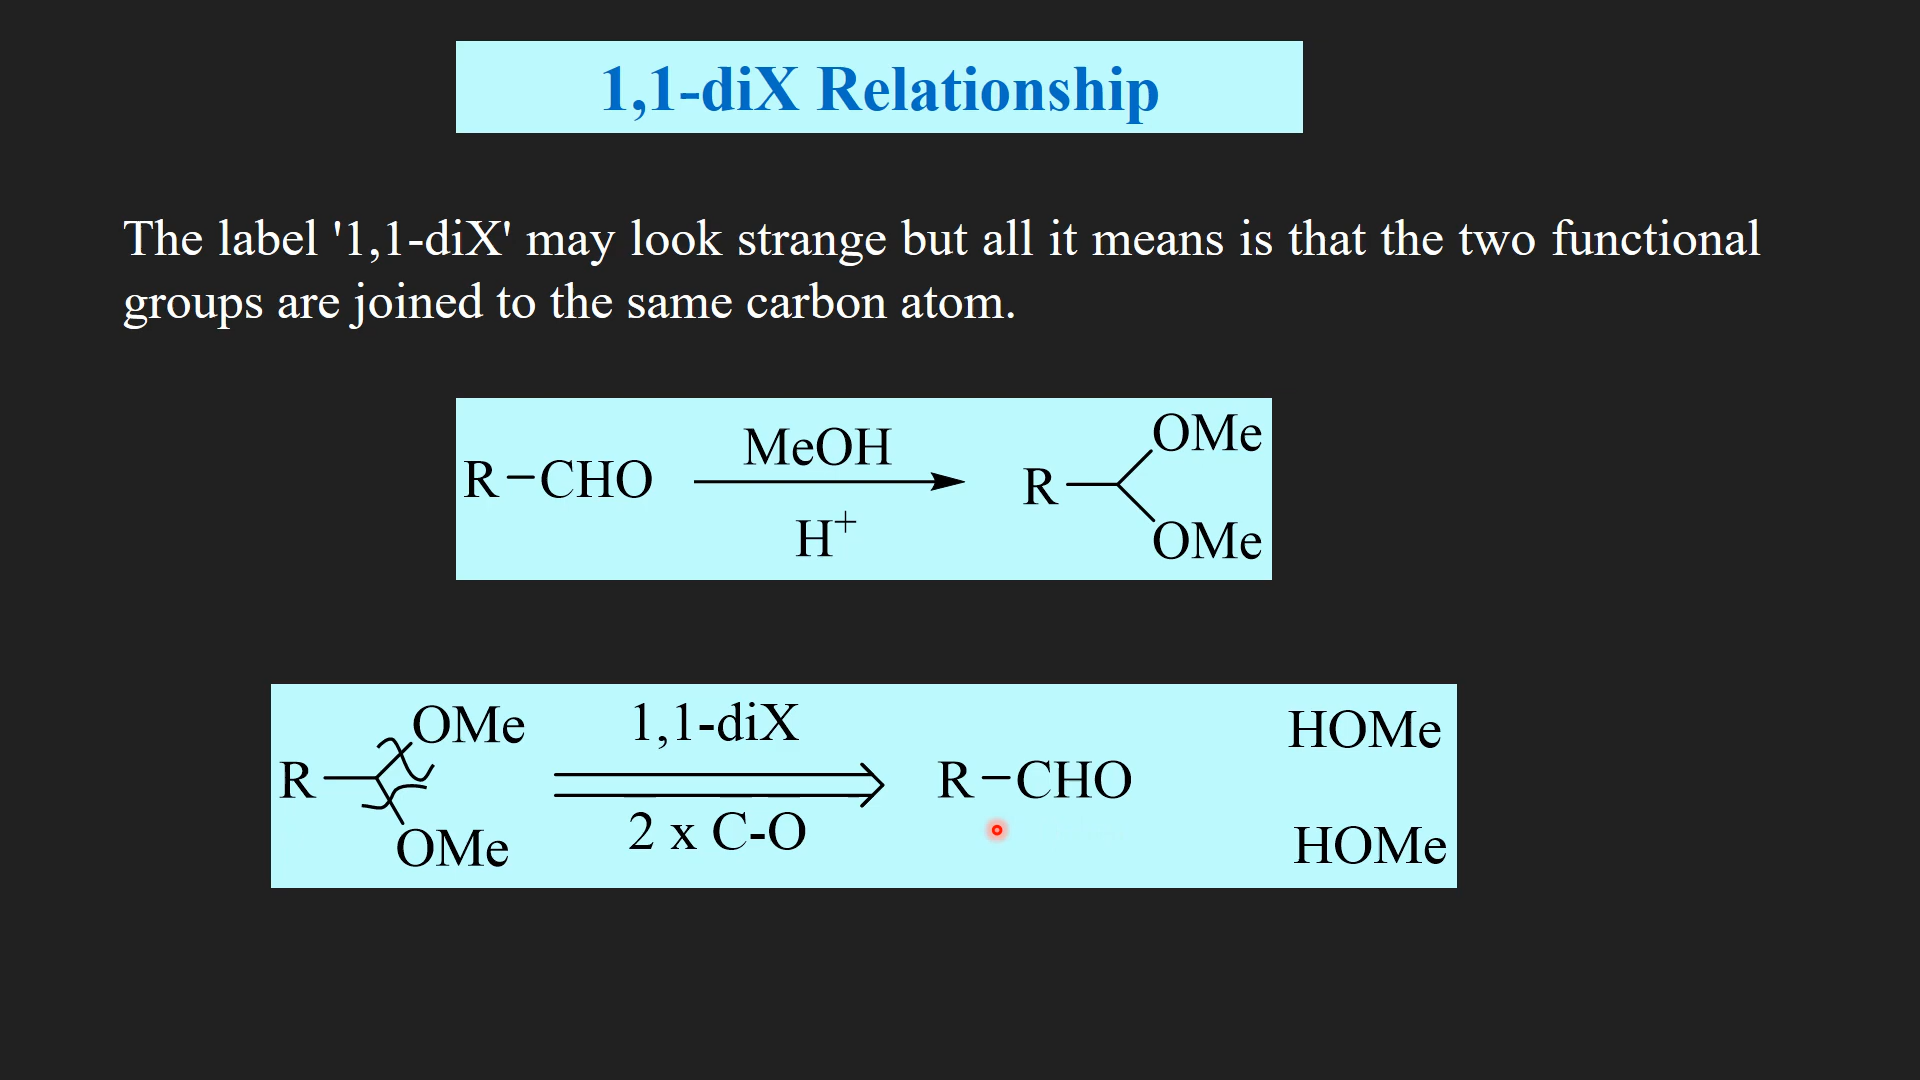 1,1-diX Relationship
The label '1,1-diX' may look strange but all it means is that the two functional
groups are joined to the same carbon atom.
R-CHO
MeOH
H+
R
OMe
OMe
R
OMe
OMe
1,1-diX
2 x C-O
R-CHO
HOMe
HOMe